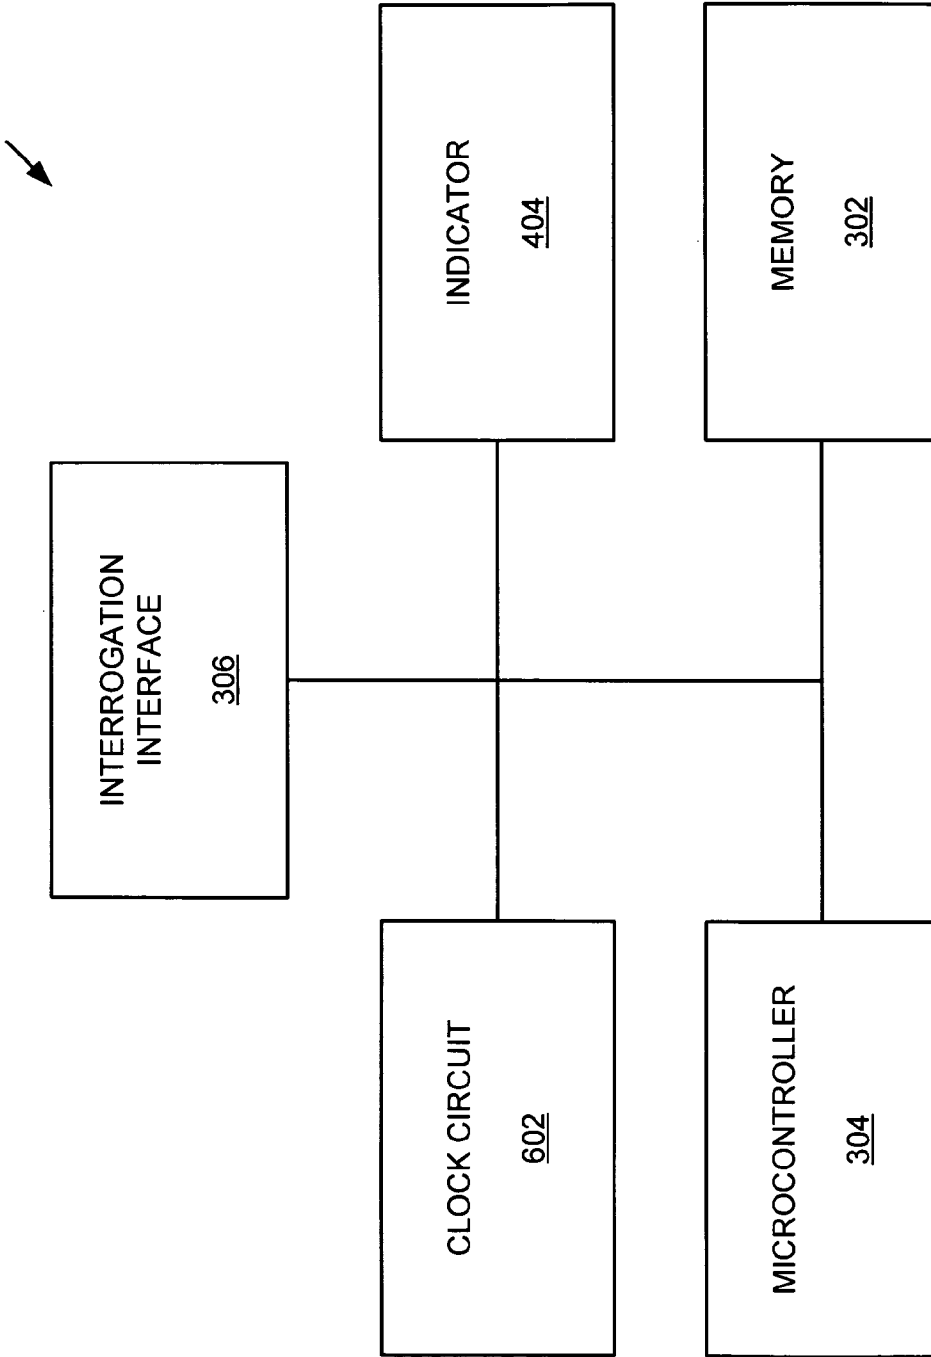 INTERROGATION
INTERFACE
306
CLOCK CIRCUIT
602
INDICATOR
404
MICROCONTROLLER
304
MEMORY
302